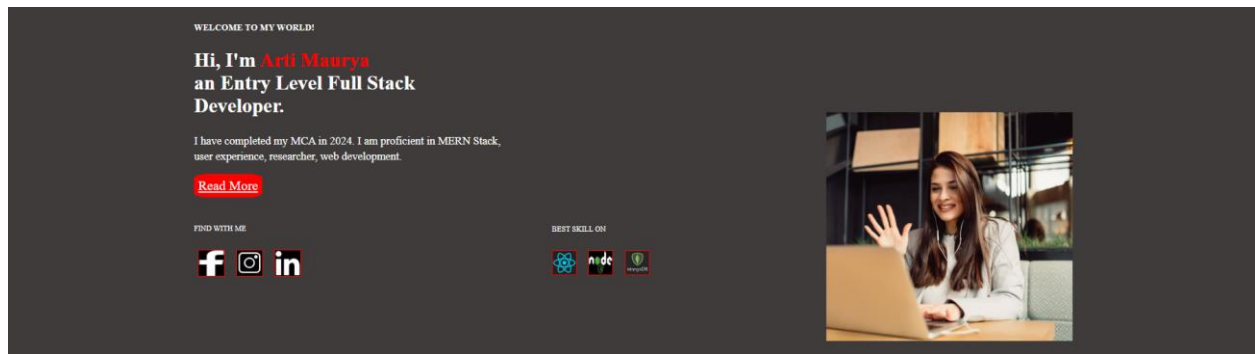 WELCOME TO MY WORLD!
Hi, I'm Arti Maurya
an Entry Level Full Stack
Developer.
I have completed my MCA in 2024. I am proficient in MERN Stack,
user experience, researcher, web development.
Read More
FIND WITH ME
BEST SKILL ON
f
in
node
MongoDB